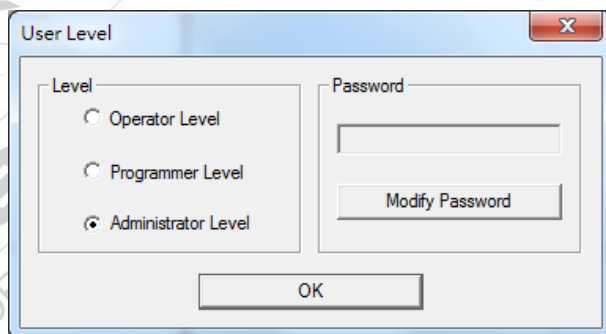 User Level
Level
Operator Level
Programmer Level
Administrator Level
Password
Modify Password
OK